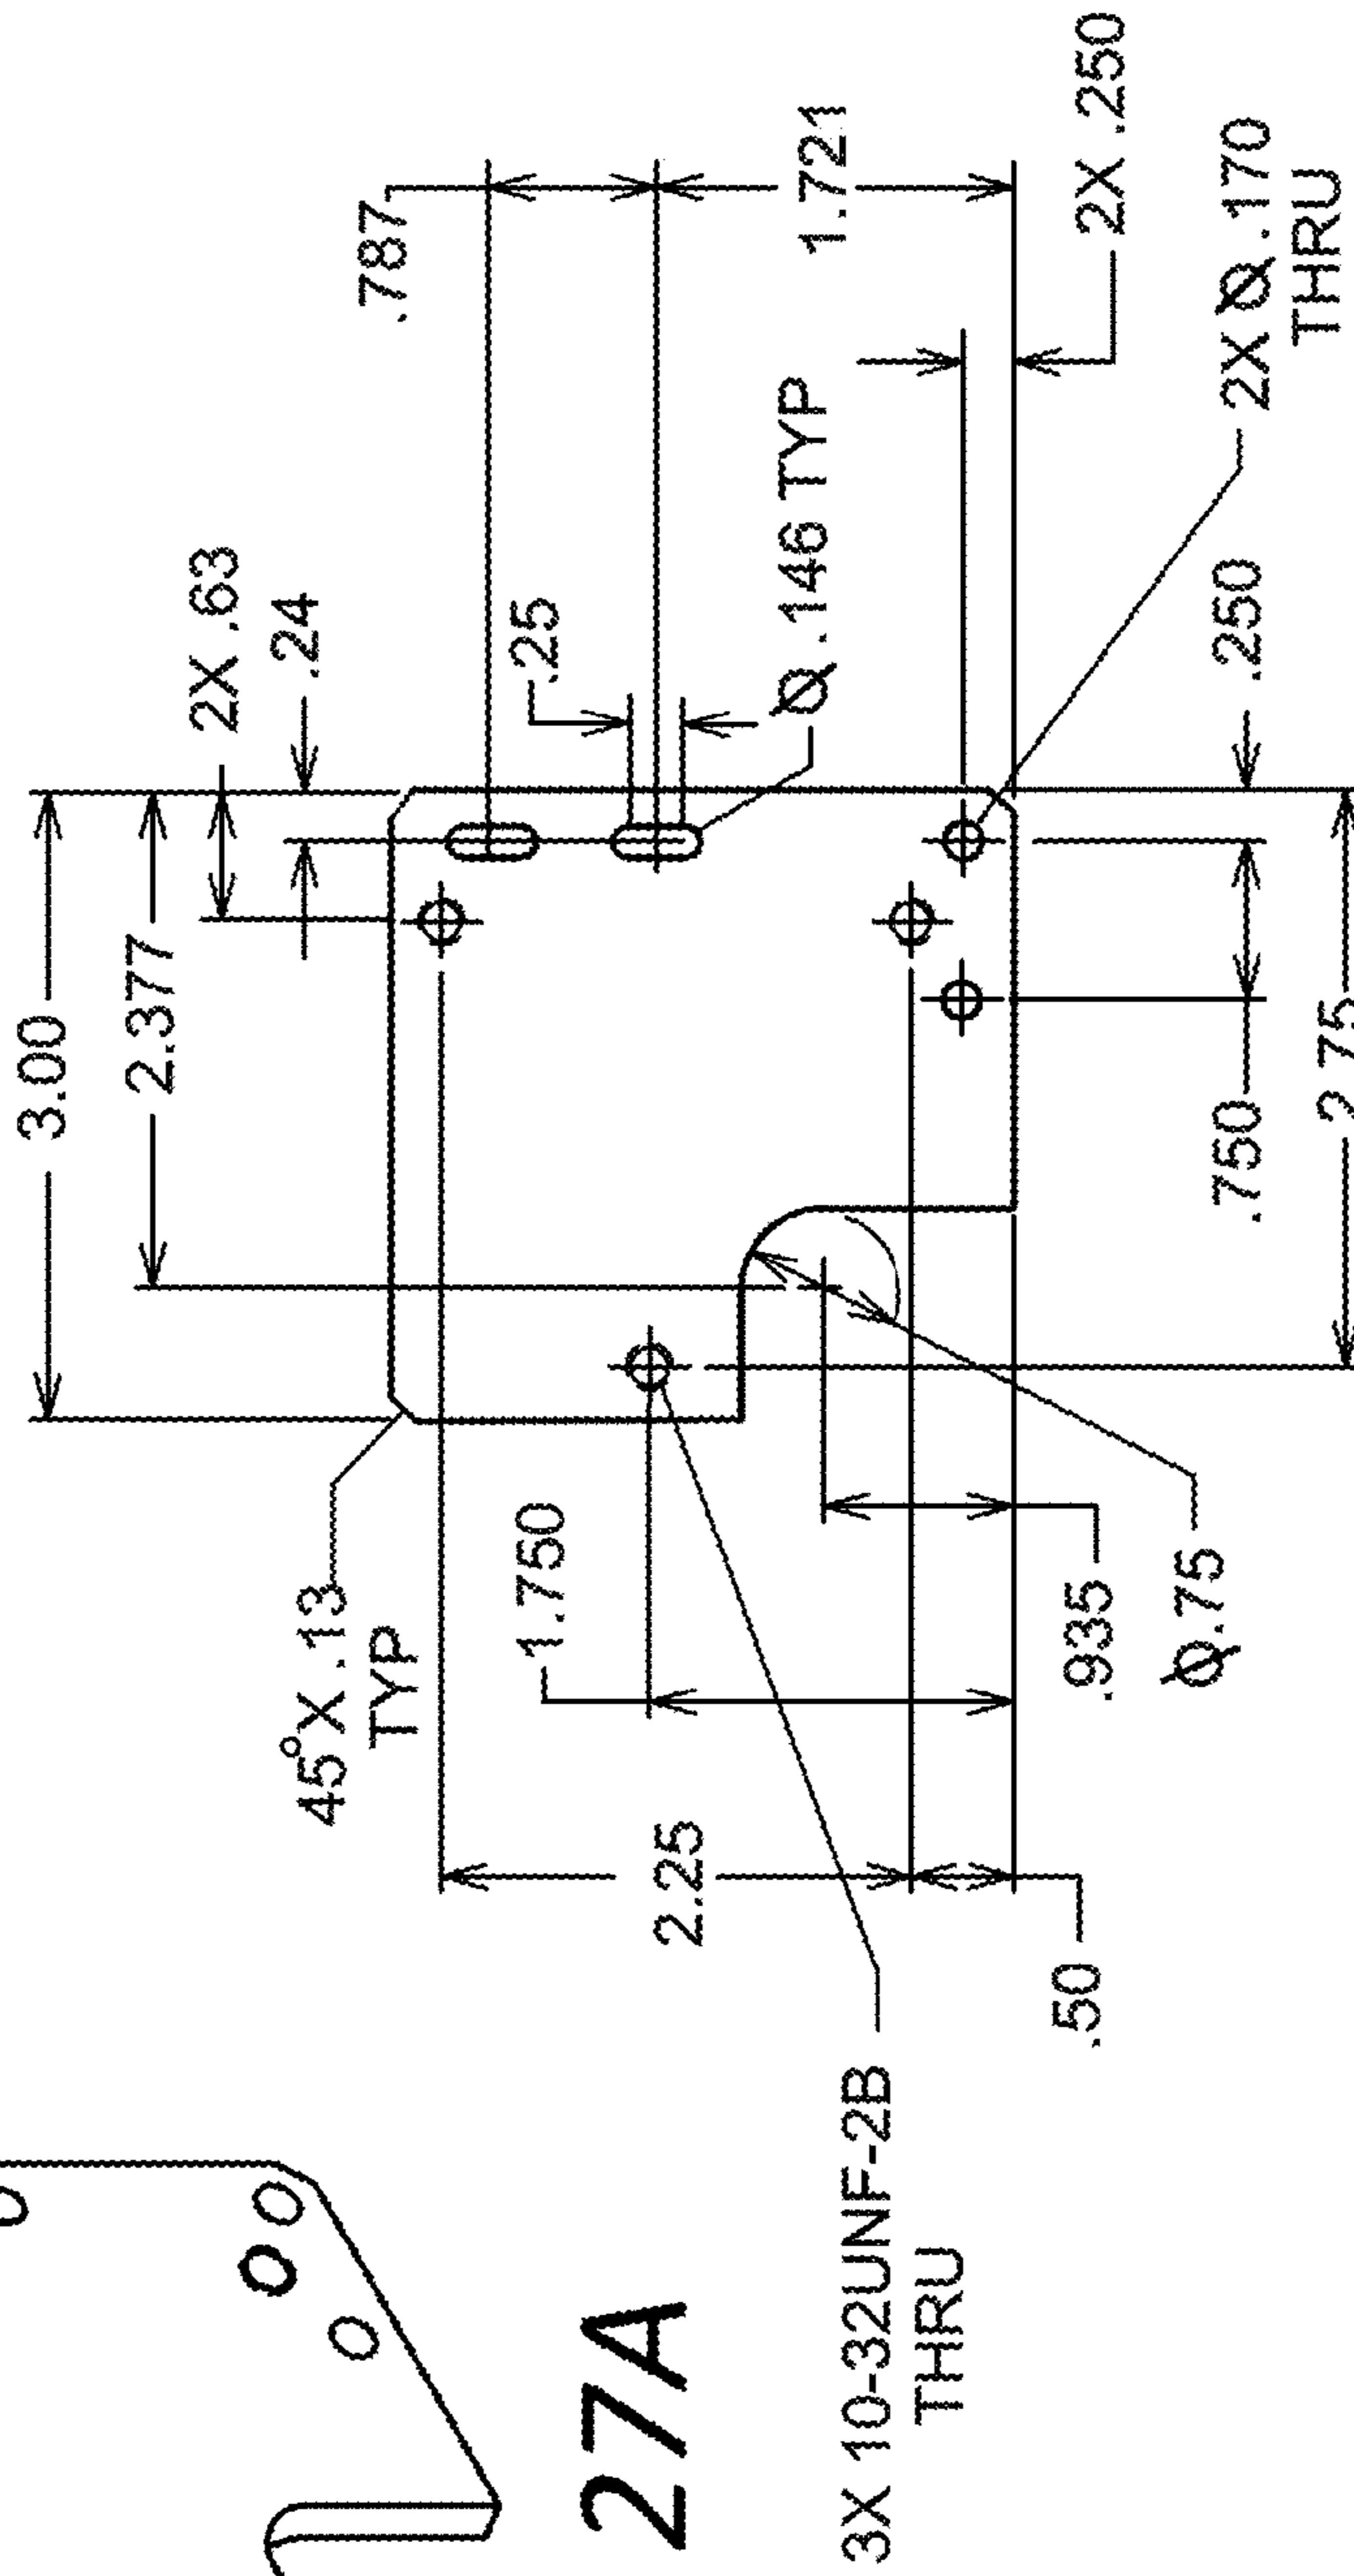 3.00
2.377
2X .63
.24
.787
45°X .13
TYP
.25
1.750
Ø .146 TYP
1.721
2.25
2X .250
27A
3X 10-32UNF-2B
THRU
.50
.935
Ø.75
.750
.250
2X Ø .170
THRU
2.75